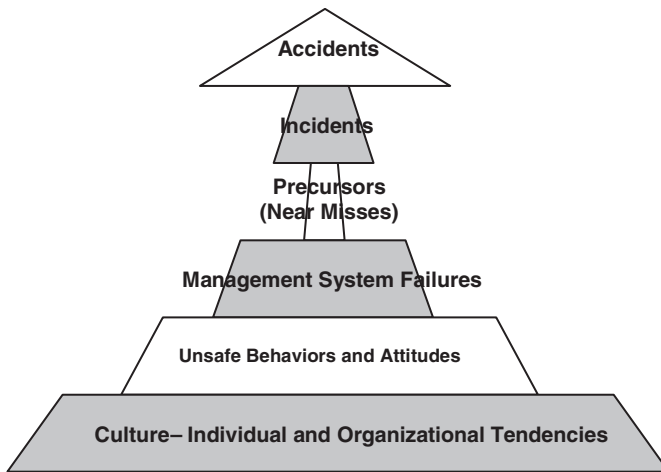 Accidents
Incidents
Precursors
(Near Misses)
Management System Failures
Unsafe Behaviors and Attitudes
Culture– Individual and Organizational Tendencies